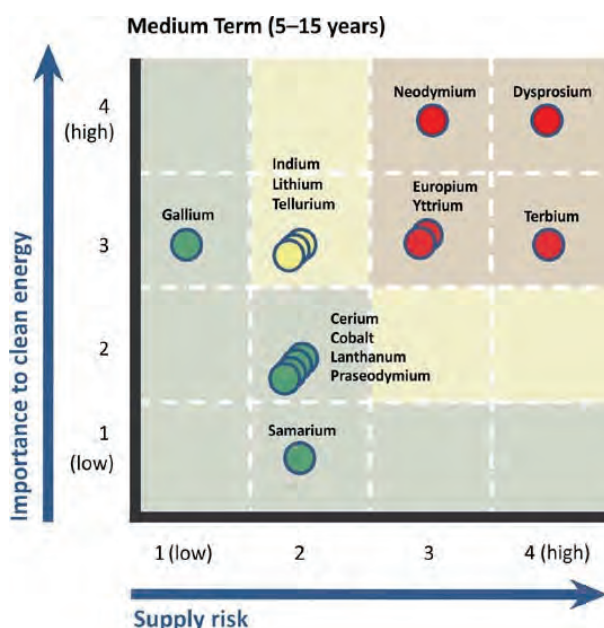 Medium Term (5–15 years)
Importance to clean energy
4
(high)
3
2
1
(low)
Neodymium
Dysprosium
Indium
Lithium
Tellurium
Europium
Yttrium
Gallium
Terbium
Cerium
Cobalt
Lanthanum
Praseodymium
Samarium
1 (low)
2
3
4 (high)
Supply risk